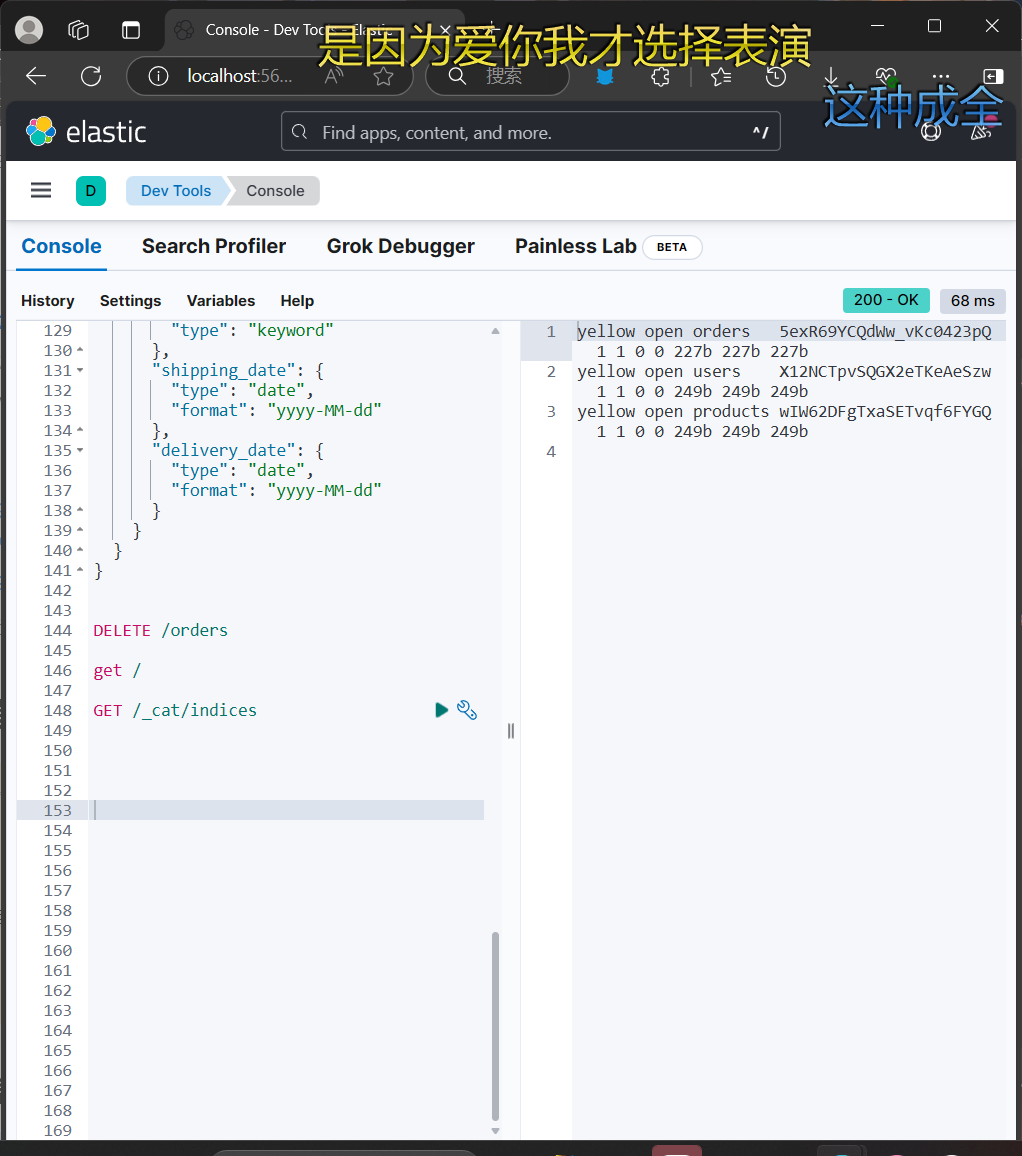 Console - Dev Tools - Elastic
是因为爱你我才选择表演
这种成全
localhost:56...
搜索
elastic
Find apps, content, and more.
^/
D
Dev Tools
Console
Console
Search Profiler
Grok Debugger
Painless Lab
BETA
History
Settings
Variables
Help
200 - OK
68 ms
129 "type": "keyword"
130 },
131 "shipping_date": {
132 "type": "date",
133 "format": "yyyy-MM-dd"
134 },
135 "delivery_date": {
136 "type": "date",
137 "format": "yyyy-MM-dd"
138 }
139 }
140 }
141 }
142
143
144 DELETE /orders
145
146 get /
147
148 GET /_cat/indices
149
150
151
152
153
154
155
156
157
158
159
160
161
162
163
164
165
166
167
168
169
1 yellow open orders 5exR69YCQdWw_vKc0423pQ
1 1 0 0 227b 227b 227b
2 yellow open users X12NCTpvSQGX2eTKeAeSzw
1 1 0 0 249b 249b 249b
3 yellow open products wIW62DFgTxaSETvqf6FYGQ
1 1 0 0 249b 249b 249b
4